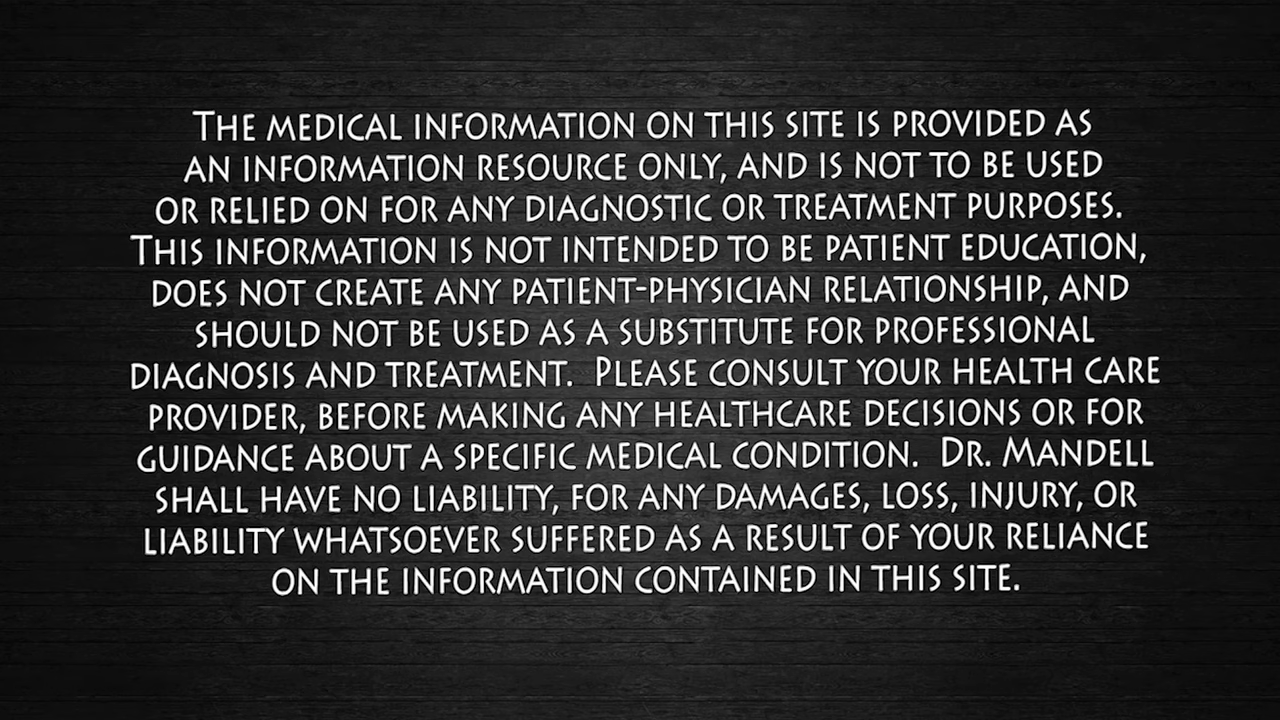 The medical information on this site is provided as
an information resource only, and is not to be used
or relied on for any diagnostic or treatment purposes.
This information is not intended to be patient education,
does not create any patient-physician relationship, and
should not be used as a substitute for professional
diagnosis and treatment.  Please consult your health care
provider, before making any healthcare decisions or for
guidance about a specific medical condition.  Dr. Mandell
shall have no liability, for any damages, loss, injury, or
liability whatsoever suffered as a result of your reliance
on the information contained in this site.